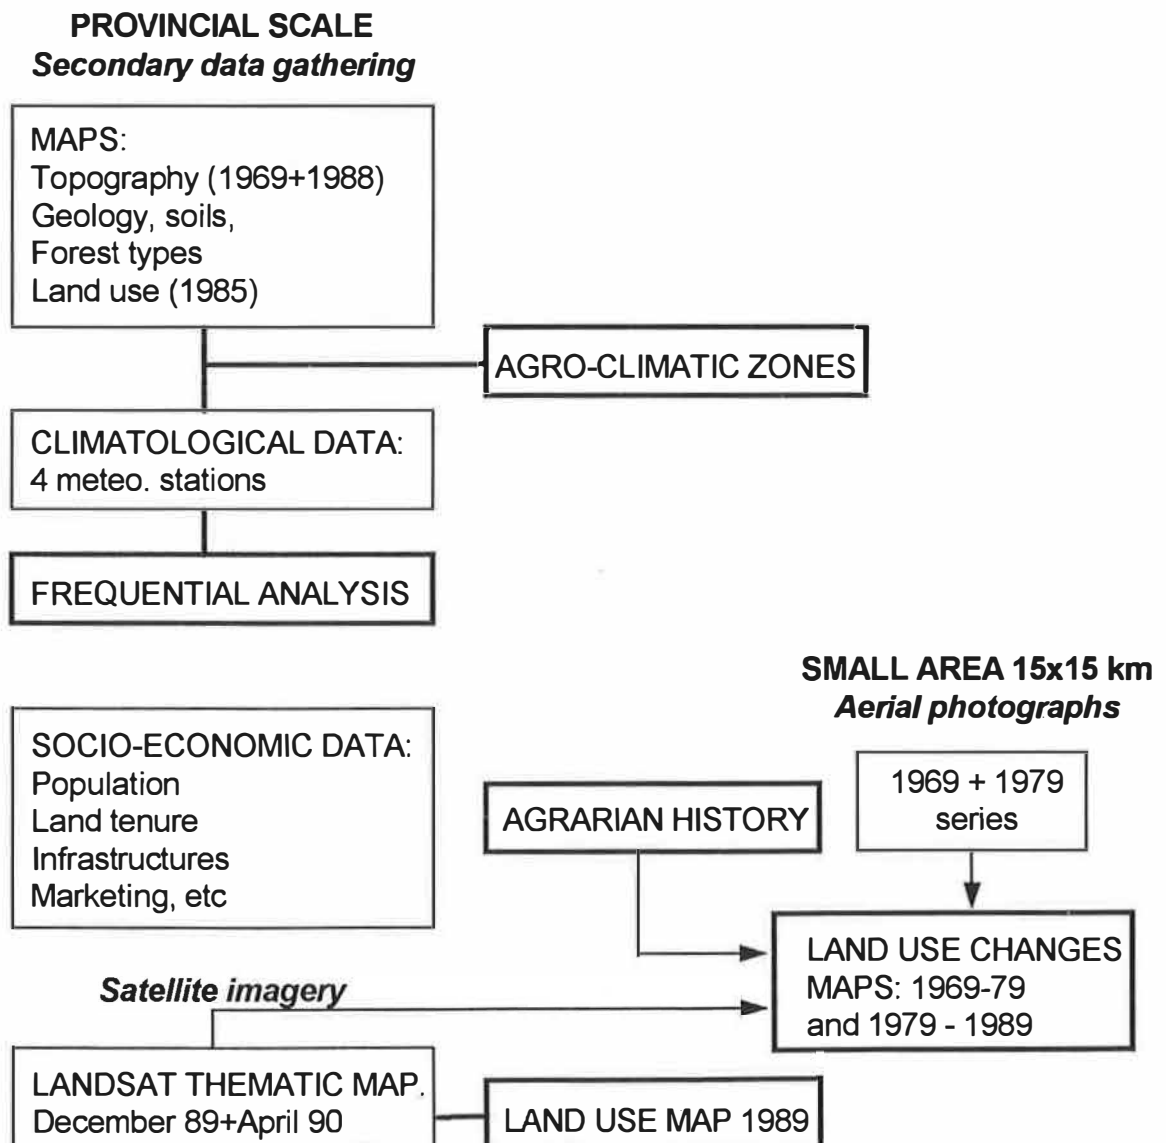 PROVINCIAL SCALE
Secondary data gathering
MAPS:
Topography (1969+1988)
Geology, soils,
Forest types
Land use (1985)
AGRO-CLIMATIC ZONES
CLIMATOLOGICAL DATA:
4 meteo. stations
FREQUENTIAL ANALYSIS
SMALL AREA 15x15 km
Aerial photographs
SOCIO-ECONOMIC DATA:
Population
Land tenure
Infrastructures
Marketing, etc
AGRARIAN HISTORY
1969 + 1979
series
LAND USE CHANGES
MAPS: 1969-79
and 1979 - 1989
Satellite imagery
LANDSAT THEMATIC MAP.
December 89+April 90
LAND USE MAP 1989